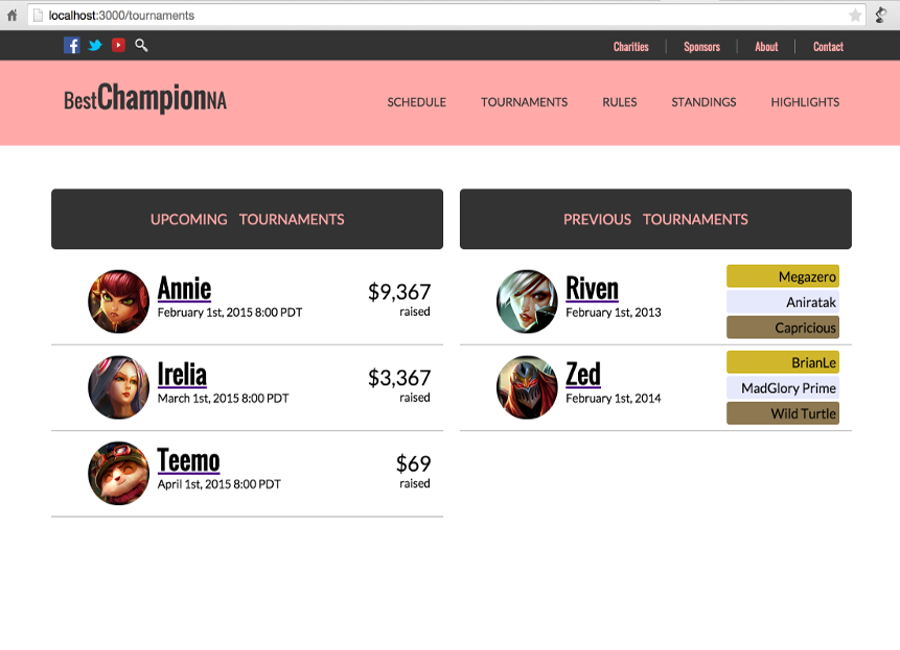 localhost:3000/tournaments
Charities Sponsors About Contact
BestChampionNA
SCHEDULE TOURNAMENTS RULES STANDINGS HIGHLIGHTS
UPCOMING TOURNAMENTS
Annie
February 1st, 2015 8:00 PDT
$9,367
raised
Irelia
March 1st, 2015 8:00 PDT
$3,367
raised
Teemo
April 1st, 2015 8:00 PDT
$69
raised
PREVIOUS TOURNAMENTS
Riven
February 1st, 2013
Megazero
Aniratak
Capricious
Zed
February 1st, 2014
BrianLe
MadGlory Prime
Wild Turtle